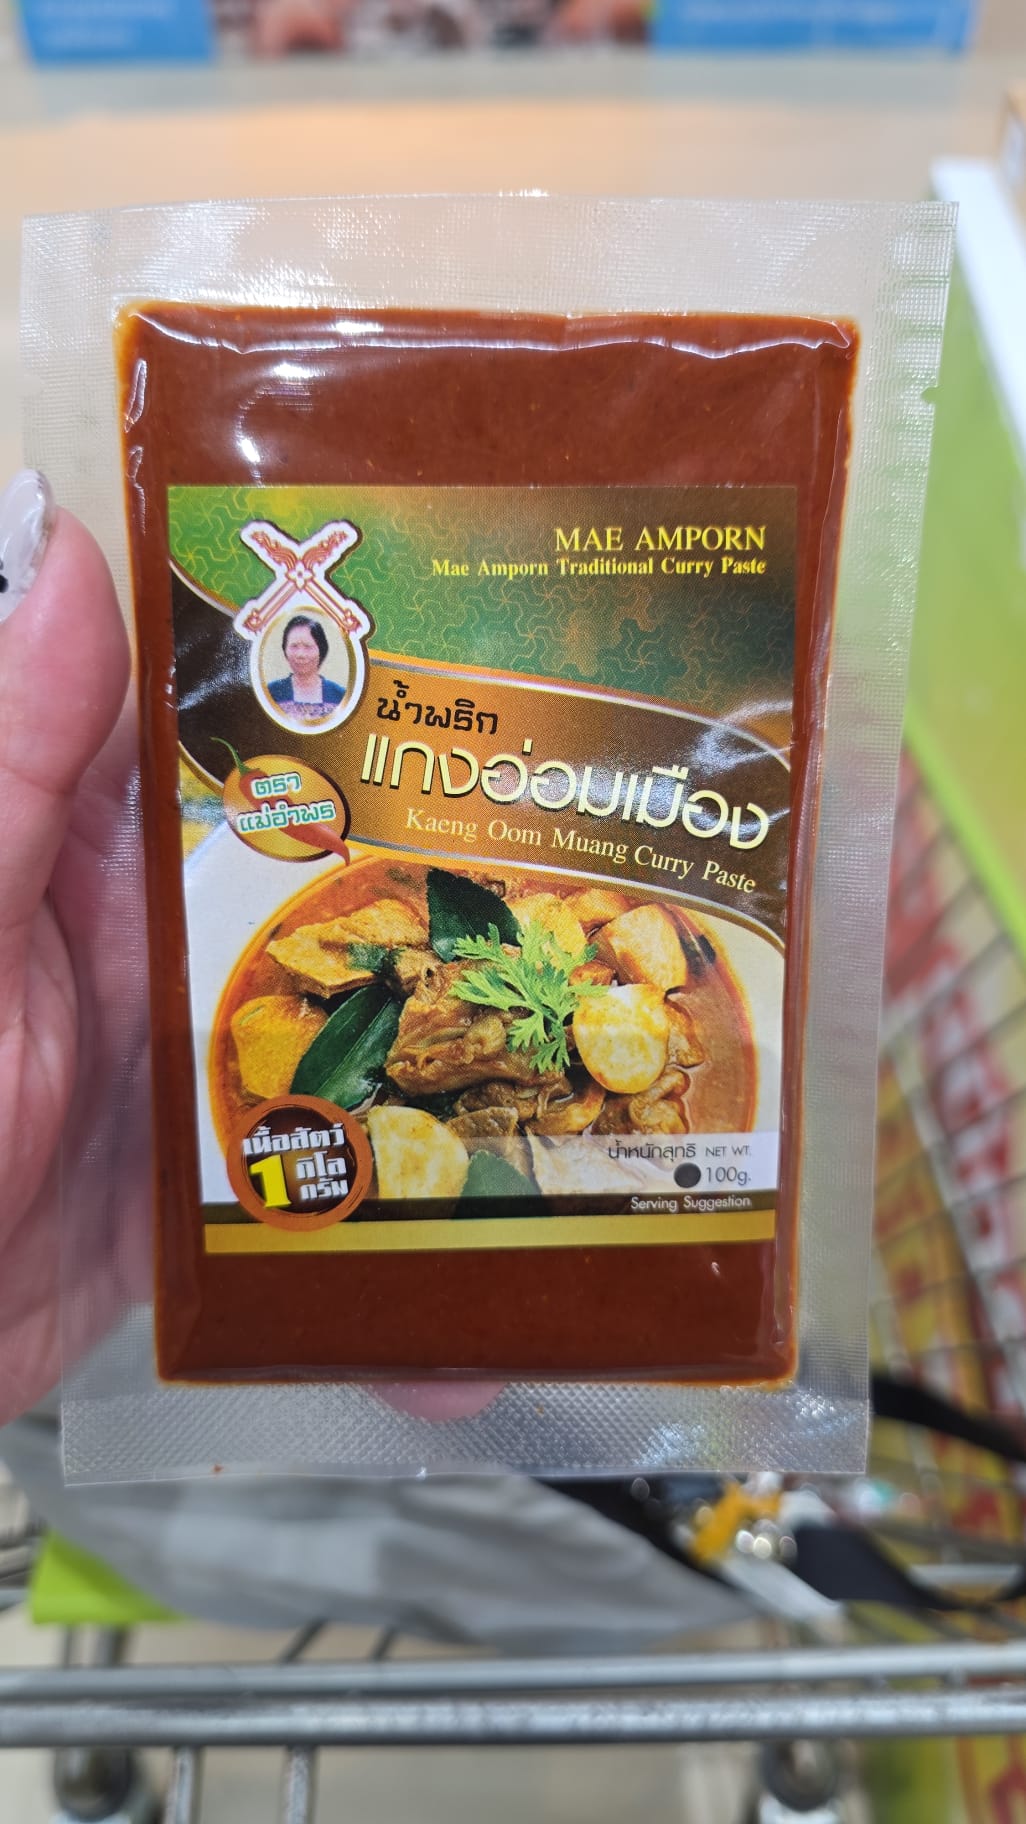 MAE AMPORN
Mae Amporn Traditional Curry Paste
น้ำพริก
แกงอ่อมเมือง
Kaeng Oom Muang Curry Paste
ตรา
แม่อำพร
เนื้อสัตว์
1 กิโล
กรัม
น้ำหนักสุทธิ NET WT.
100g.
Serving Suggestion